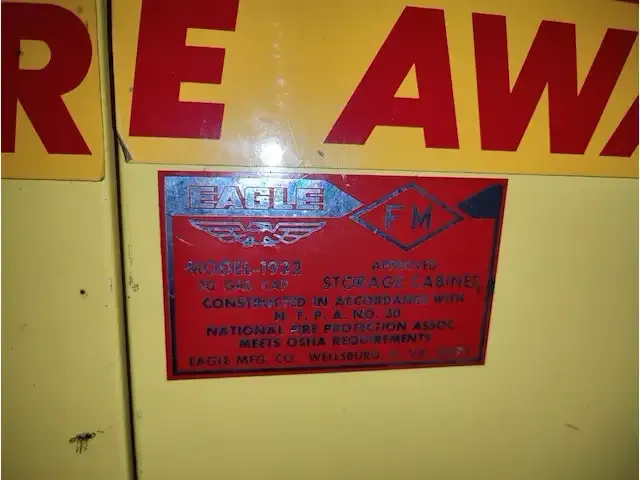 RE AWA
EAGLE
FM
MODEL-1932 APPROVED
GAL CAP. STORAGE CABINET
CONSTRUCTED IN ACCORDANCE WITH
N. F. P. A. NO. 30
NATIONAL FIRE PROTECTION ASSOC.
MEETS OSHA REQUIREMENTS
EAGLE MFG. CO. WELLSBURG, W. VA.